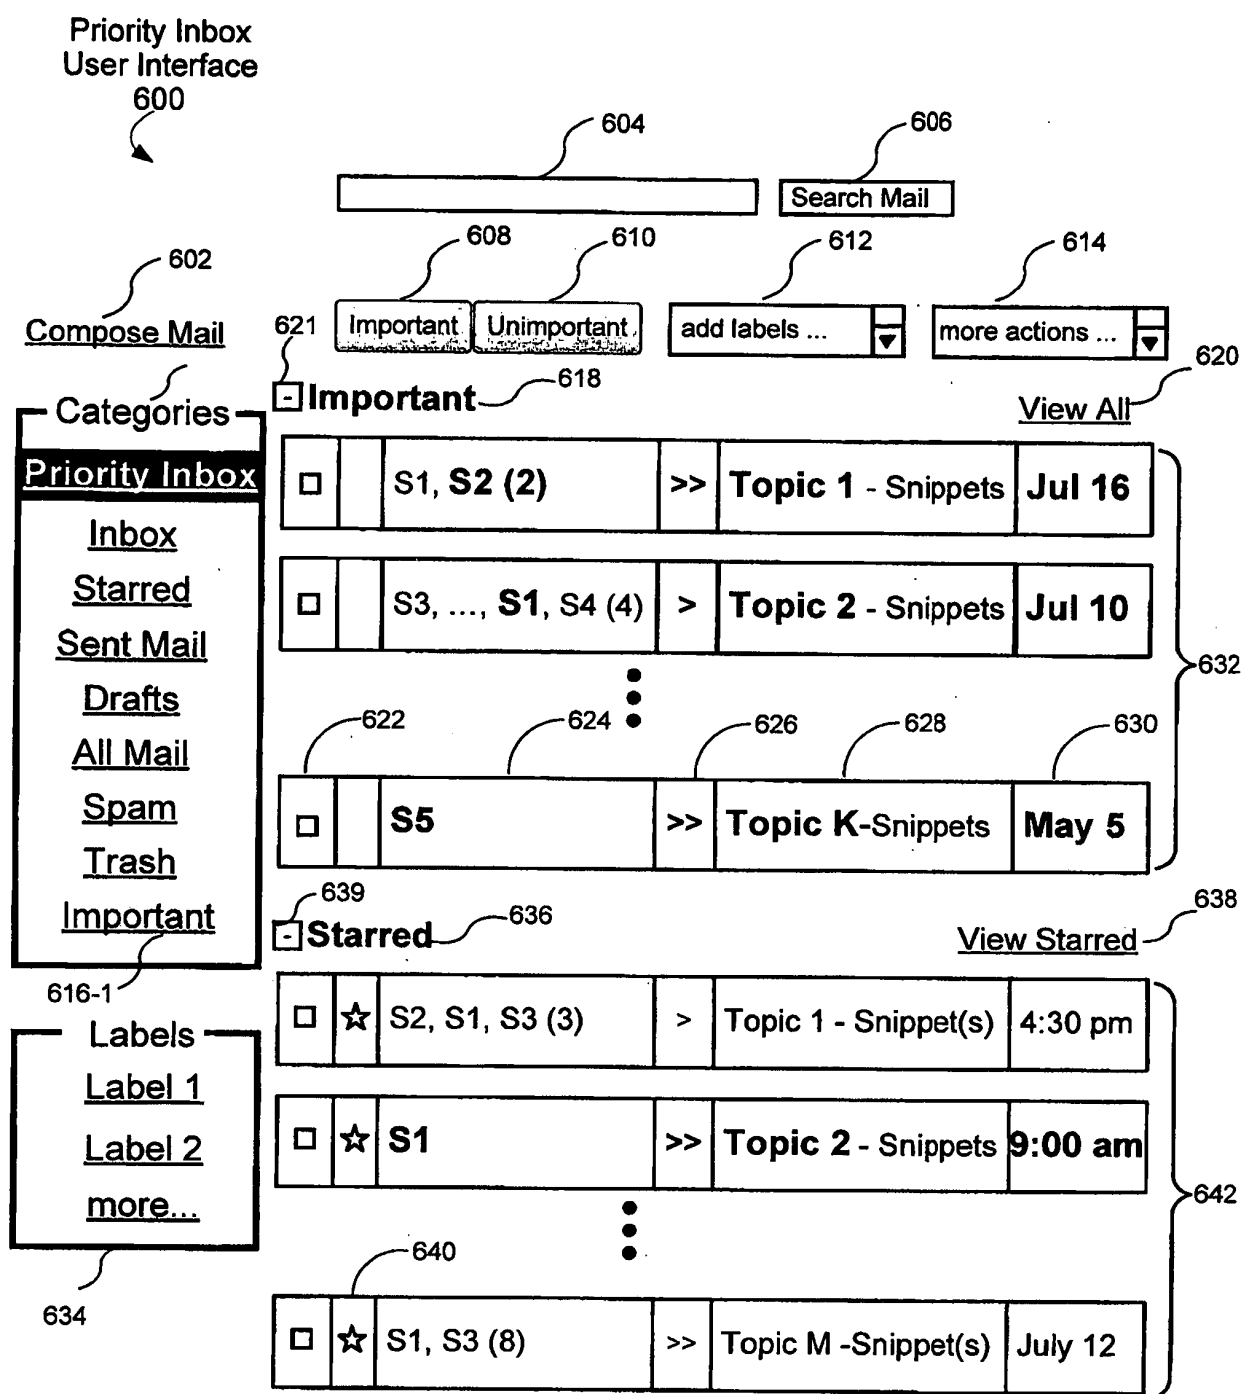 Priority Inbox
User Interface
600
604
606
Search Mail
602
608
610
612
614
Compose Mail
621
Important
Unimportant
add labels ...
more actions ...
620
Categories
- Important
618
View All
Priority Inbox
Inbox
Starred
Sent Mail
Drafts
All Mail
Spam
Trash
Important
616-1
S1, S2 (2) >> Topic 1 - Snippets Jul 16
S3, ..., S1, S4 (4) > Topic 2 - Snippets Jul 10
632
622
624
626
628
630
S5 >> Topic K-Snippets May 5
639
- Starred
636
638
View Starred
Labels
Label 1
Label 2
more...
634
S2, S1, S3 (3) > Topic 1 - Snippet(s) 4:30 pm
S1 >> Topic 2 - Snippets 9:00 am
642
640
S1, S3 (8) >> Topic M -Snippet(s) July 12